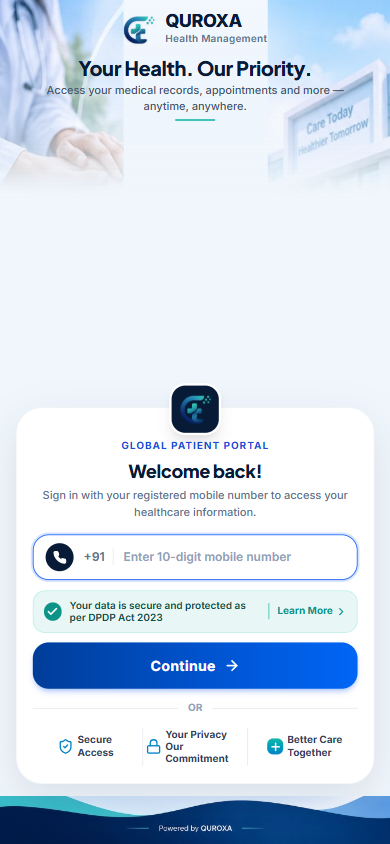 QUROXA
Health Management
Your Health. Our Priority.
Access your medical records, appointments and more —
anytime, anywhere.
Care Today
Healthier Tomorrow
GLOBAL PATIENT PORTAL
Welcome back!
Sign in with your registered mobile number to access your
healthcare information.
+91 Enter 10-digit mobile number
Your data is secure and protected as
per DPDP Act 2023
Learn More
Continue
OR
Secure
Access
Your Privacy
Our
Commitment
Better Care
Together
Powered by QUROXA